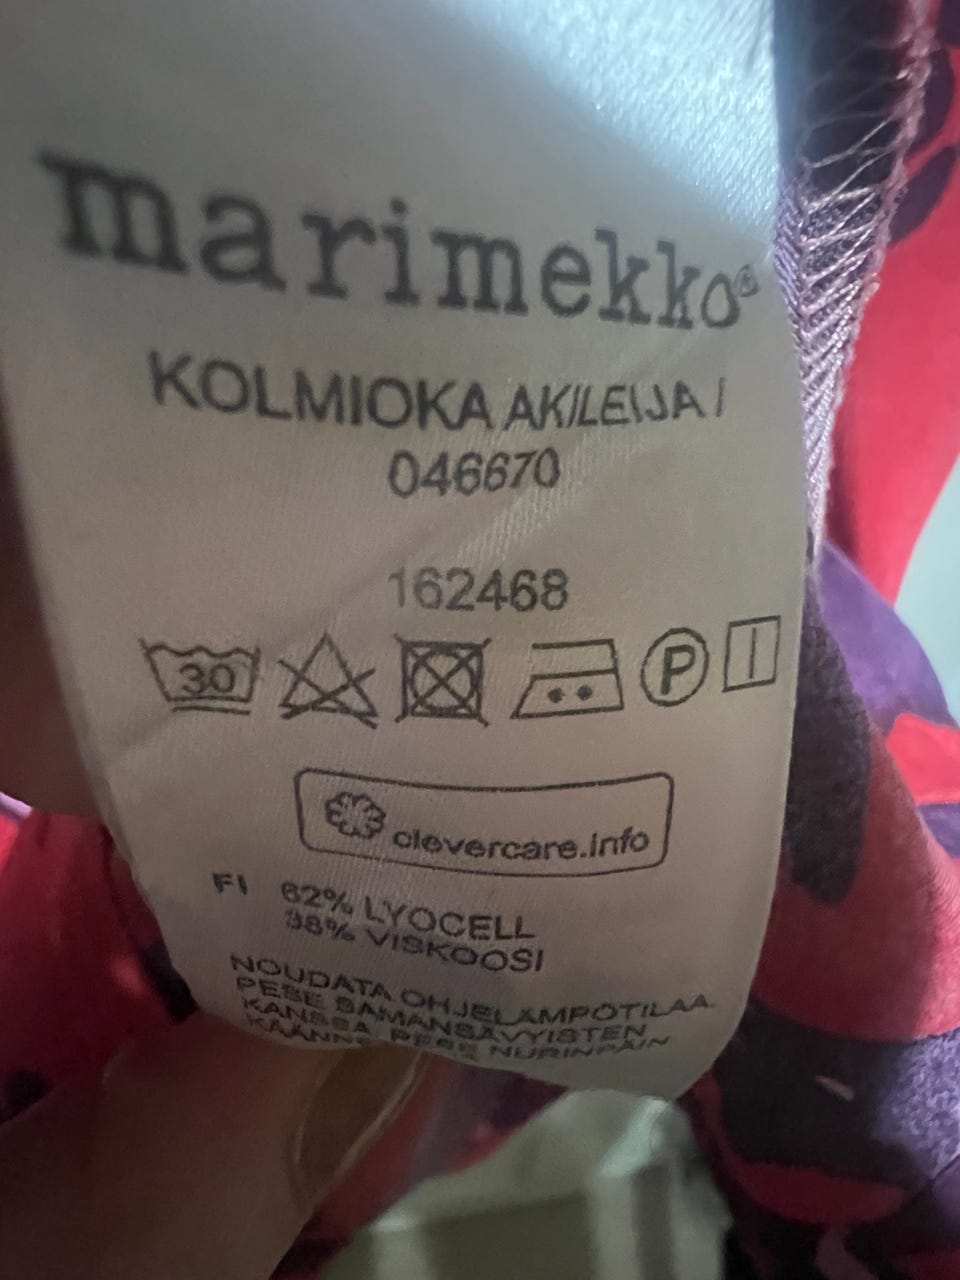 marimekko®
KOLMIOKA AKILEIJA /
046670
162468
30
P
clevercare.info
FI 62% LYOCELL
38% VISKOOSI
NOUDATA OHJELÄMPÖTILAA.
PESE SAMANSÄVYISTEN
KANSSA. PESE NURINPÄIN